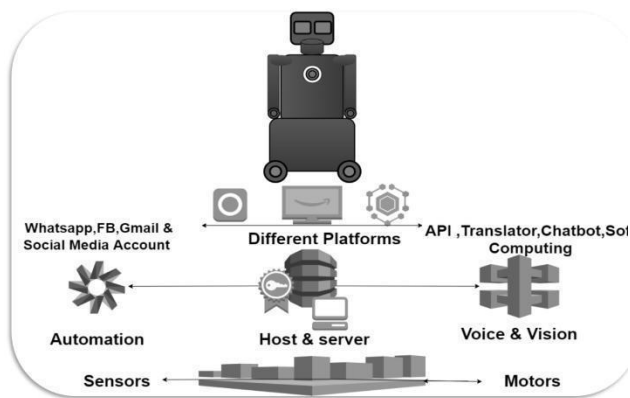 Whatsapp,FB,Gmail &
Social Media Account
Different Platforms
API ,Translator,Chatbot,Sof
Computing
Automation
Host & server
Voice & Vision
Sensors
Motors